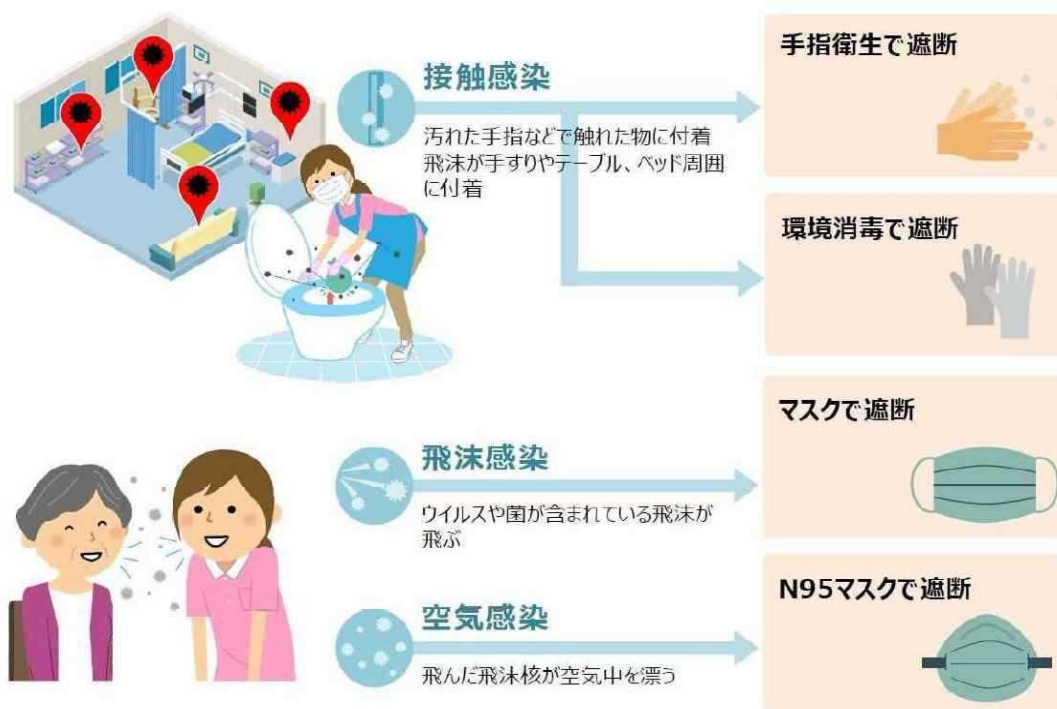 接触感染
汚れた手指などで触れた物に付着
飛沫が手すりやテーブル、ベッド周囲
に付着
手指衛生で遮断
環境消毒で遮断
飛沫感染
ウイルスや菌が含まれている飛沫が
飛ぶ
マスクで遮断
空気感染
飛んだ飛沫核が空気中を漂う
N95マスクで遮断